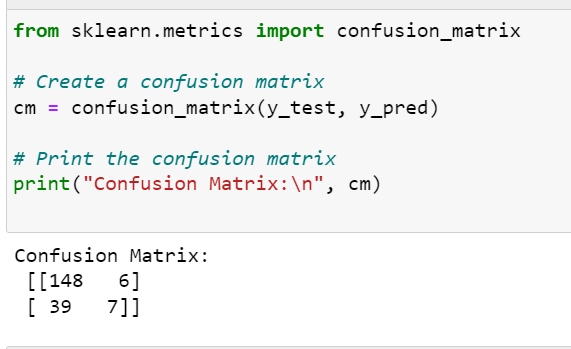 from sklearn.metrics import confusion_matrix
# Create a confusion matrix
cm = confusion_matrix(y_test, y_pred)
# Print the confusion matrix
print("Confusion Matrix:\n", cm)
Confusion Matrix:
[[148   6]
[ 39   7]]